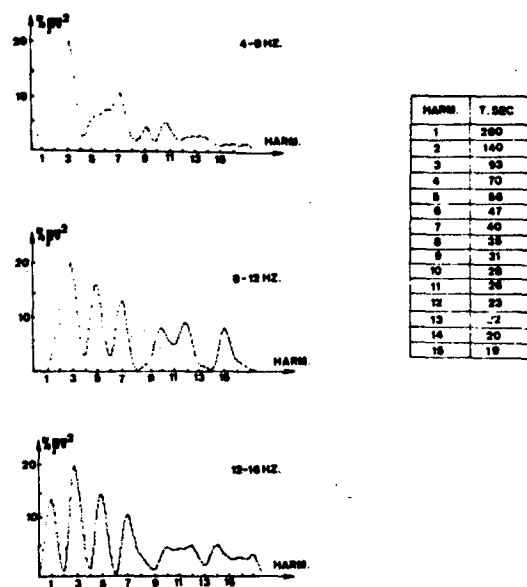 %pv²
4-8 HZ.
20
10
HARM.
1 3 5 7 9 11 13 15
%pv²
8-12 HZ.
20
10
HARM.
1 3 5 7 9 11 13 15
%pv²
12-16 HZ.
20
10
HARM.
1 3 5 7 9 11 13 15
HARM. T. SEC
1 280
2 140
3 93
4 70
5 56
6 47
7 40
8 35
9 31
10 28
11 26
12 23
13
14 20
15 19